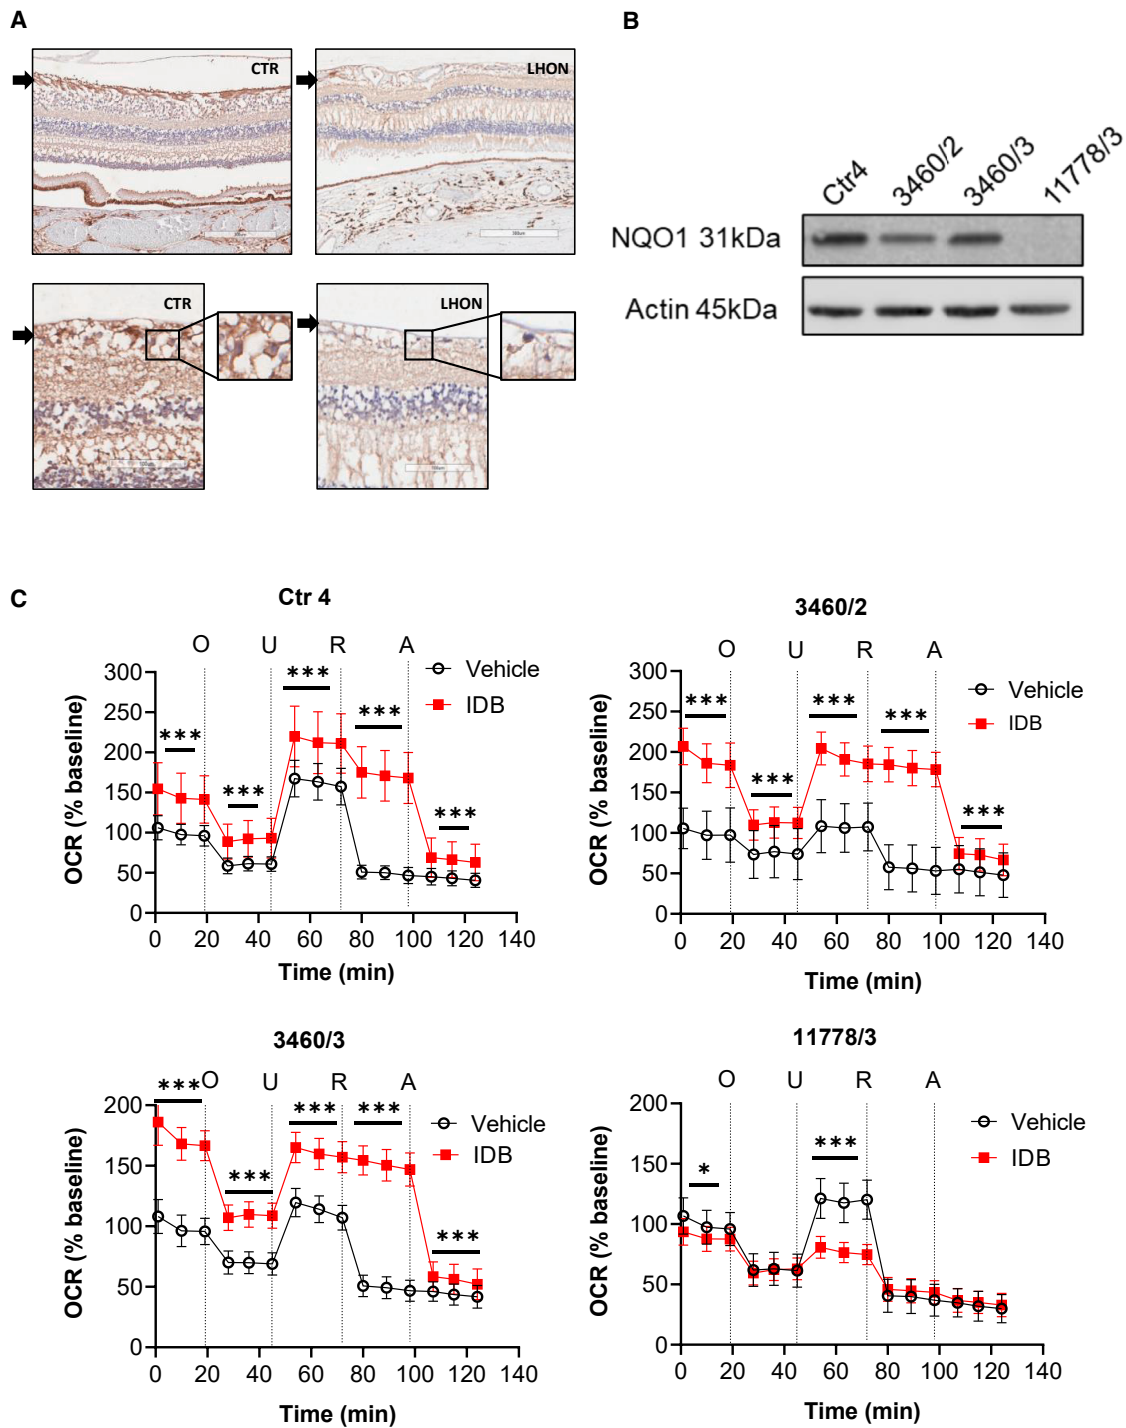 A
CTR
LHON
CTR
LHON
B
Ctr4
3460/2
3460/3
11778/3
NQO1 31kDa
Actin 45kDa
C
Ctr 4
O U R A
Vehicle
IDB
*** *** *** *** ***
OCR (% baseline)
300
250
200
150
100
50
0
0 20 40 60 80 100 120 140
Time (min)
3460/2
O U R A
Vehicle
IDB
*** *** *** *** ***
OCR (% baseline)
300
250
200
150
100
50
0
0 20 40 60 80 100 120 140
Time (min)
3460/3
O U R A
Vehicle
IDB
*** *** *** *** ***
OCR (% baseline)
200
150
100
50
0
0 20 40 60 80 100 120 140
Time (min)
11778/3
O U R A
Vehicle
IDB
* ***
OCR (% baseline)
200
150
100
50
0
0 20 40 60 80 100 120 140
Time (min)